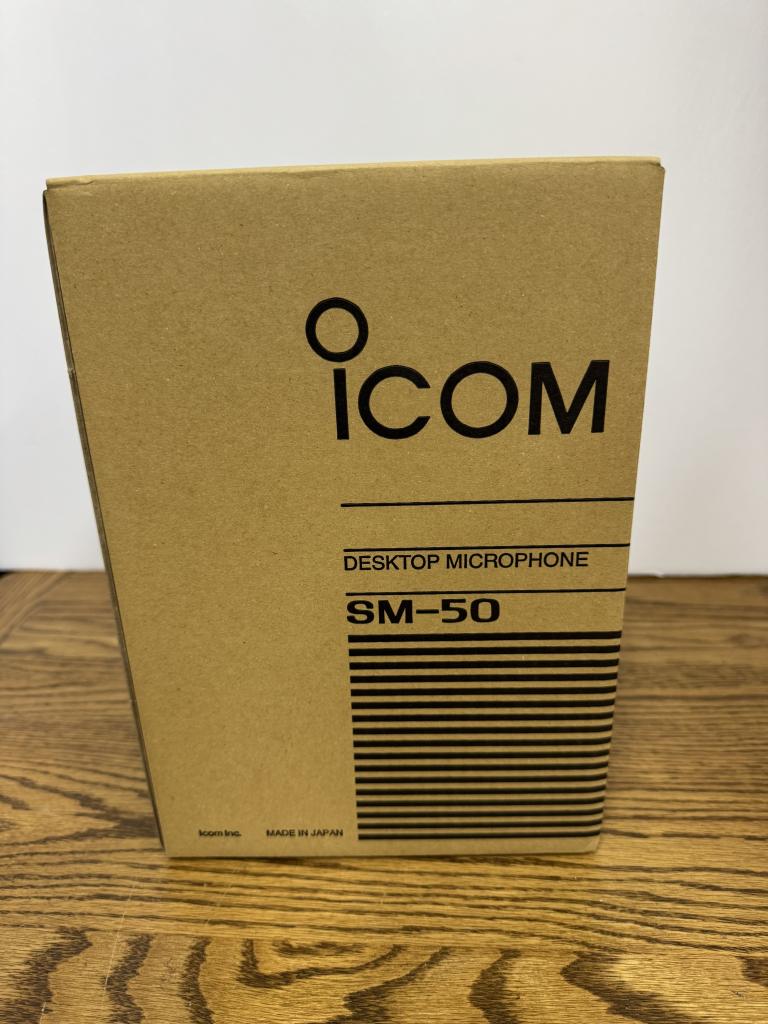 ICOM
DESKTOP MICROPHONE
SM-50
Icom Inc. MADE IN JAPAN